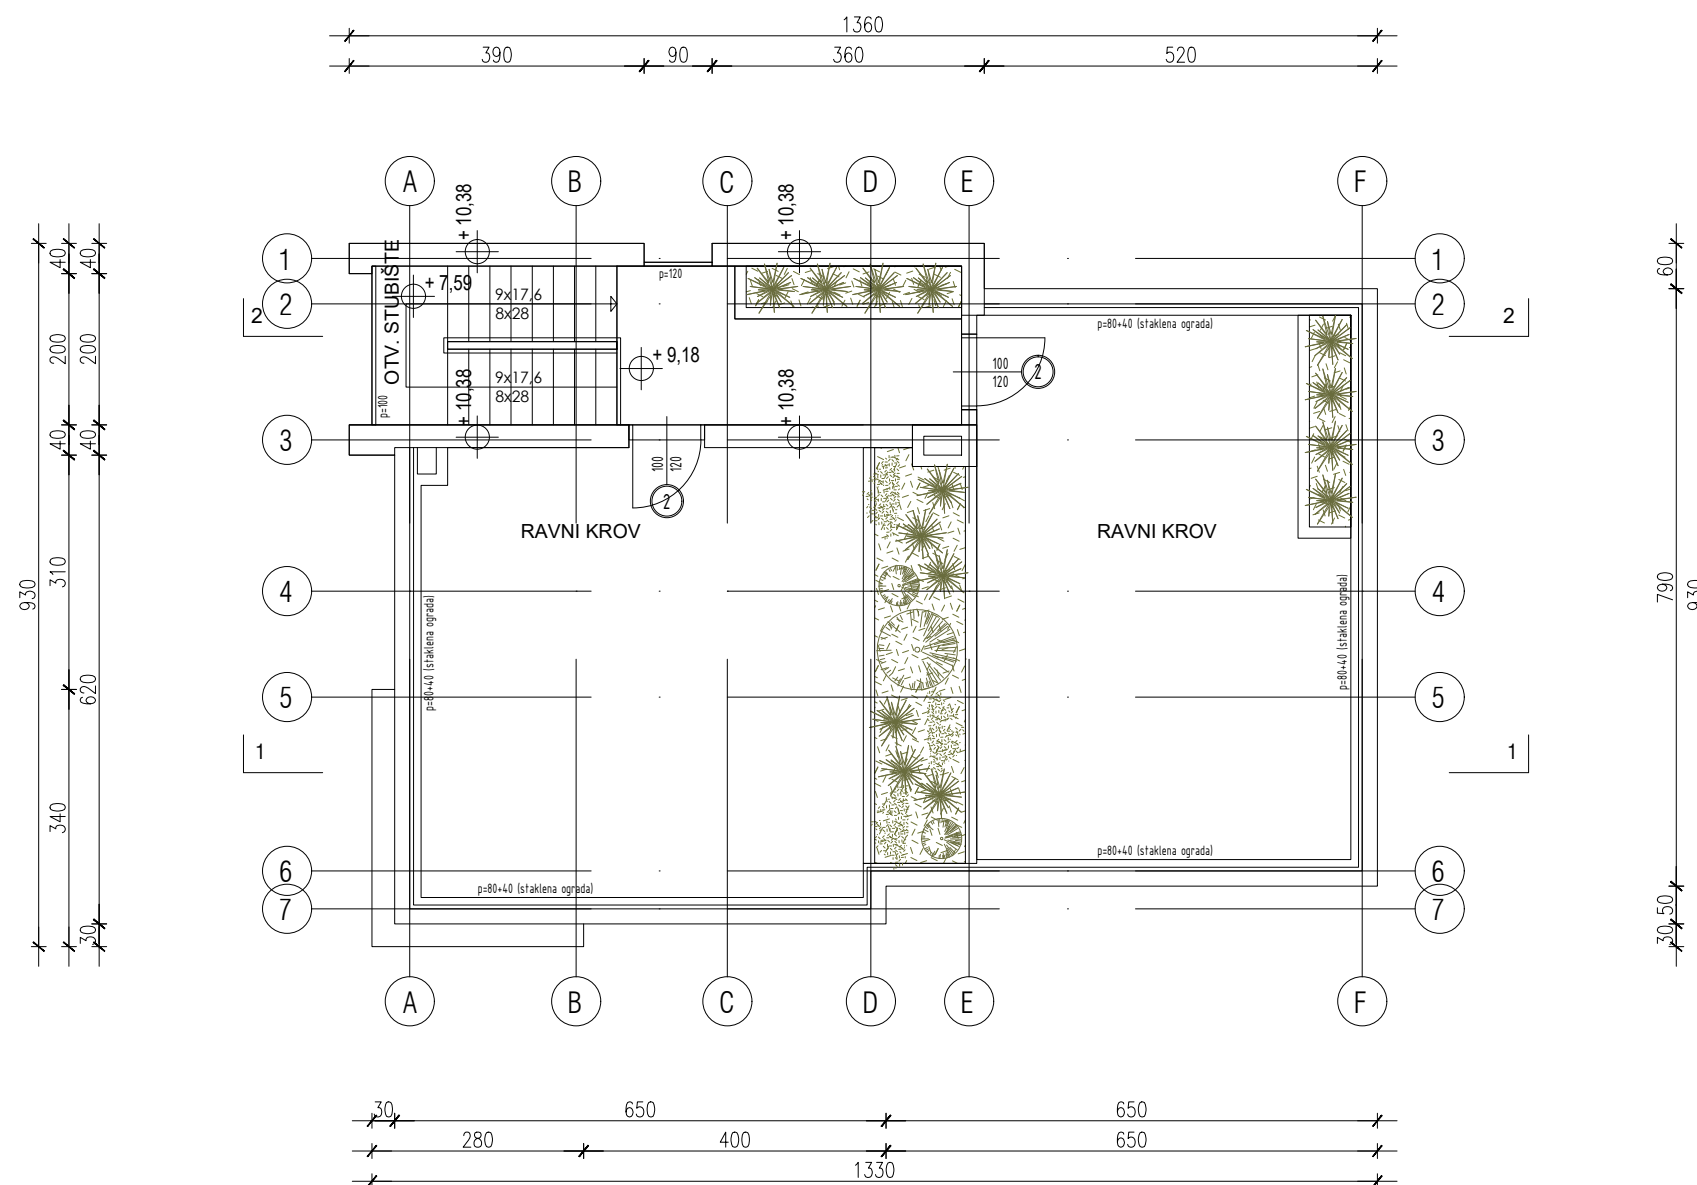 1360
390 90 360 520
A B C D E F
+ 10,38 + 10,38
1 1
2 2
3 3
4 4
5 5
6 6
7 7
2 2
1 1
OTV. STUBIŠTE
+ 7,59
9x17,6
8x28
9x17,6
8x28
p=100
p=120
+ 9,18
+ 10,38 + 10,38
100
120
2
100
120
2
p=80+40 (staklena ograda)
RAVNI KROV RAVNI KROV
p=80+40 (staklena ograda)
p=80+40 (staklena ograda)
p=80+40 (staklena ograda)
p=80+40 (staklena ograda)
930
40 200 40 310 340
40 200 40 620 30
60 790 50 30
930
A B C D E F
30 650 650
280 400 650
1330